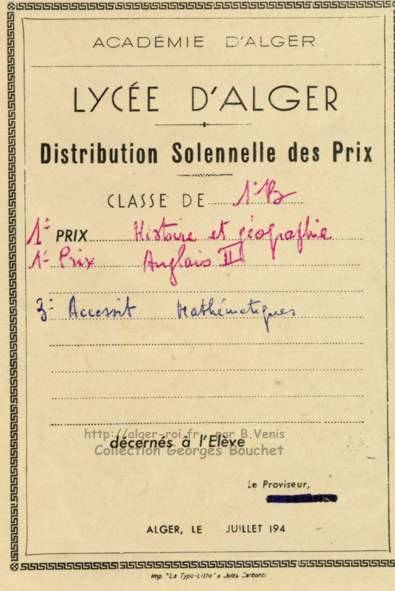 ACADÉMIE D'ALGER
LYCÉE D'ALGER
Distribution Solennelle des Prix
CLASSE DE 1e B
1er PRIX Histoire et géographie
1er Prix Anglais II
3e Accessit Mathématiques
http://alger-roi.fr par B.Venis
décernés à l'Elève
Collection Georges Bouchet
Le Proviseur,
ALGER, LE JUILLET 194
Imp. "La Typo-Litho" & Jules Carbonel